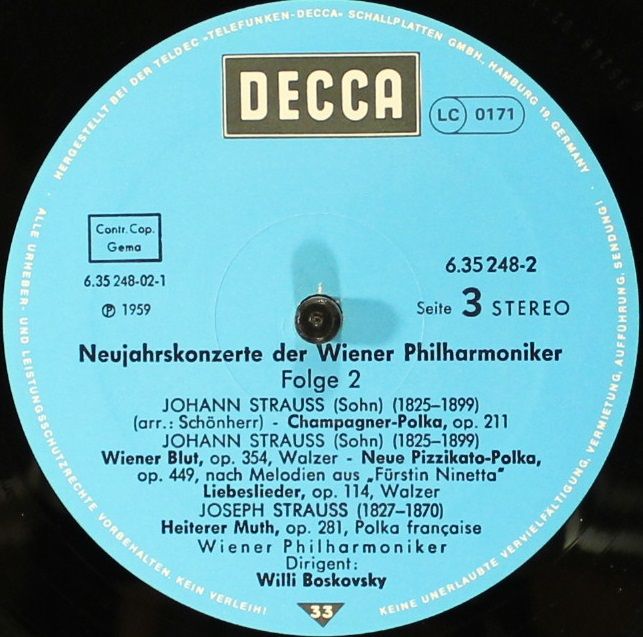 HERGESTELLT BEI DER TELDEC »TELEFUNKEN-DECCA« SCHALLPLATTEN GMBH, HAMBURG 19, GERMANY
DECCA
LC 0171
Contr. Cop.
Gema
6.35 248-02-1
6.35 248-2
Ⓟ 1959
Seite 3 STEREO
Neujahrskonzerte der Wiener Philharmoniker
Folge 2
JOHANN STRAUSS (Sohn) (1825–1899)
(arr.: Schönherr) - Champagner-Polka, op. 211
JOHANN STRAUSS (Sohn) (1825–1899)
Wiener Blut, op. 354, Walzer - Neue Pizzikato-Polka,
op. 449, nach Melodien aus „Fürstin Ninetta"
Liebeslieder, op. 114, Walzer
JOSEPH STRAUSS (1827–1870)
Heiterer Muth, op. 281, Polka française
Wiener Philharmoniker
Dirigent:
Willi Boskovsky
33
ALLE URHEBER- UND LEISTUNGSSCHUTZRECHTE VORBEHALTEN. KEIN VERLEIH!
KEINE UNERLAUBTE VERVIELFÄLTIGUNG, VERMIETUNG, AUFFÜHRUNG, SENDUNG!